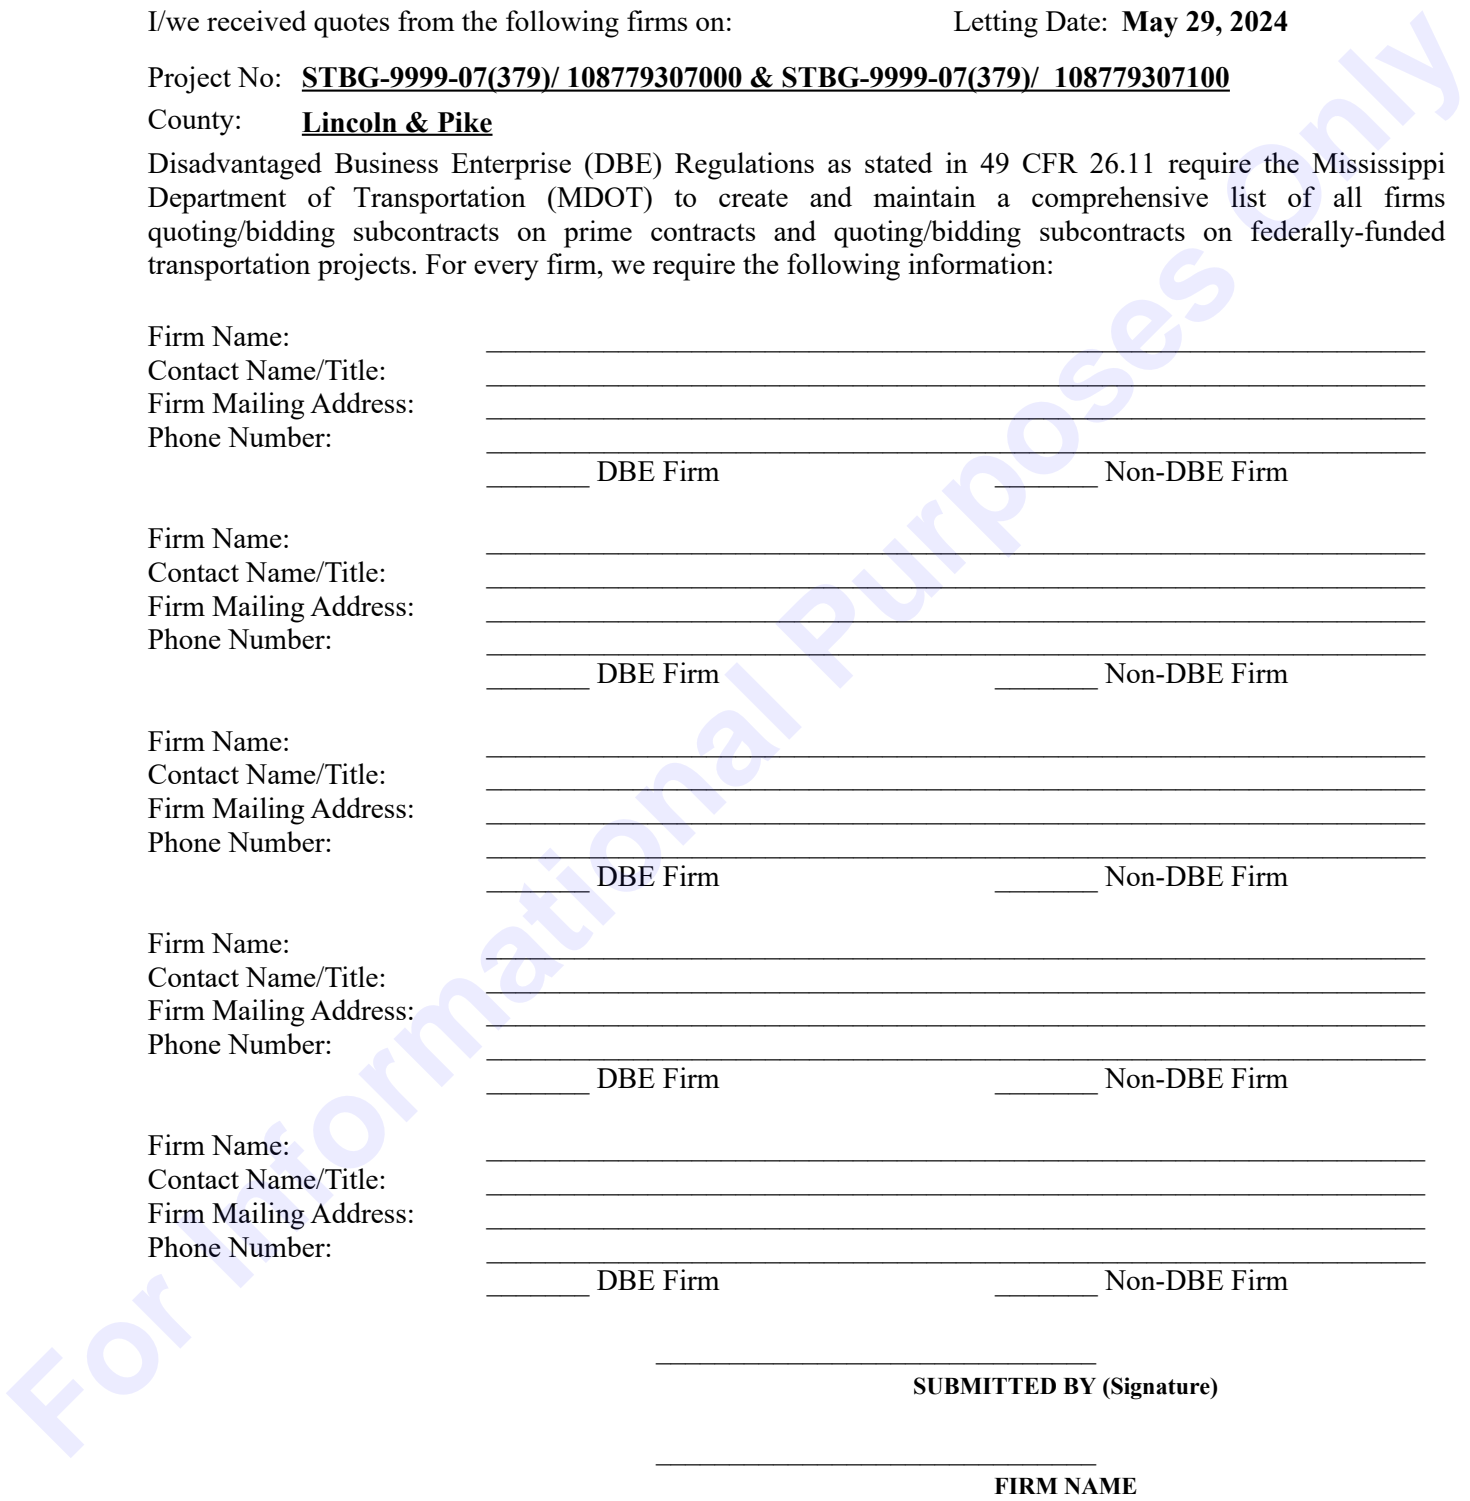 I/we received quotes from the following firms on: Letting Date: May 29, 2024
Project No: STBG-9999-07(379)/ 108779307000 & STBG-9999-07(379)/ 108779307100
County: Lincoln & Pike
Disadvantaged Business Enterprise (DBE) Regulations as stated in 49 CFR 26.11 require the Mississippi
Department of Transportation (MDOT) to create and maintain a comprehensive list of all firms
quoting/bidding subcontracts on prime contracts and quoting/bidding subcontracts on federally-funded
transportation projects. For every firm, we require the following information:
Firm Name:
Contact Name/Title:
Firm Mailing Address:
Phone Number:
DBE Firm Non-DBE Firm
Firm Name:
Contact Name/Title:
Firm Mailing Address:
Phone Number:
DBE Firm Non-DBE Firm
Firm Name:
Contact Name/Title:
Firm Mailing Address:
Phone Number:
DBE Firm Non-DBE Firm
Firm Name:
Contact Name/Title:
Firm Mailing Address:
Phone Number:
DBE Firm Non-DBE Firm
Firm Name:
Contact Name/Title:
Firm Mailing Address:
Phone Number:
DBE Firm Non-DBE Firm
SUBMITTED BY (Signature)
FIRM NAME
For Informational Purposes Only